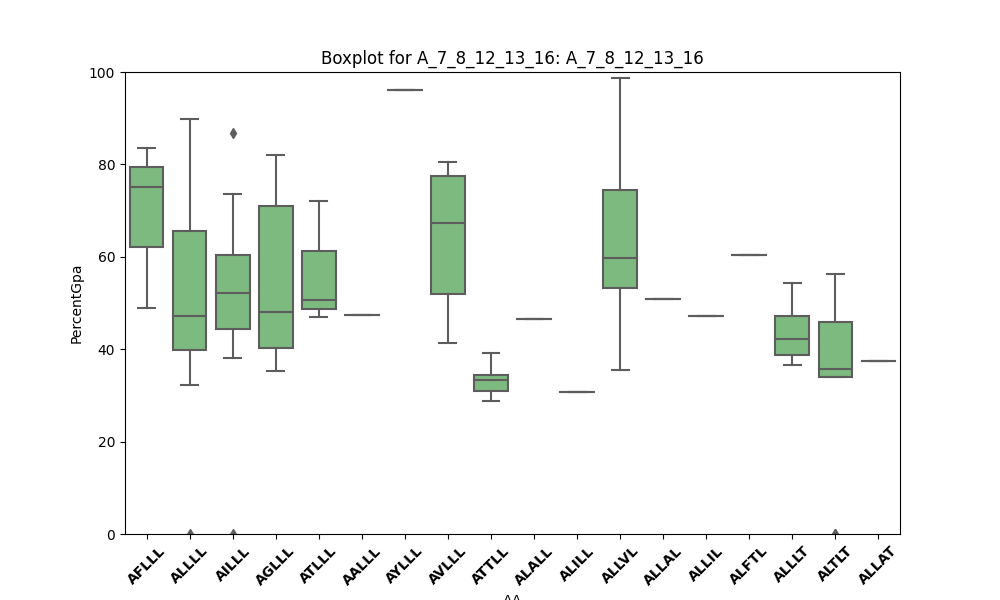 Boxplot for A_7_8_12_13_16: A_7_8_12_13_16
100
80
60
40
20
0
PercentGpa
AFLLL ALLLL AILLL AGLLL ATLLL AALLL AYLLL AVLLL ATTLL ALALL ALILL ALLVL ALLAL ALLIL ALFTL ALLLT ALTLT ALLAT
AA